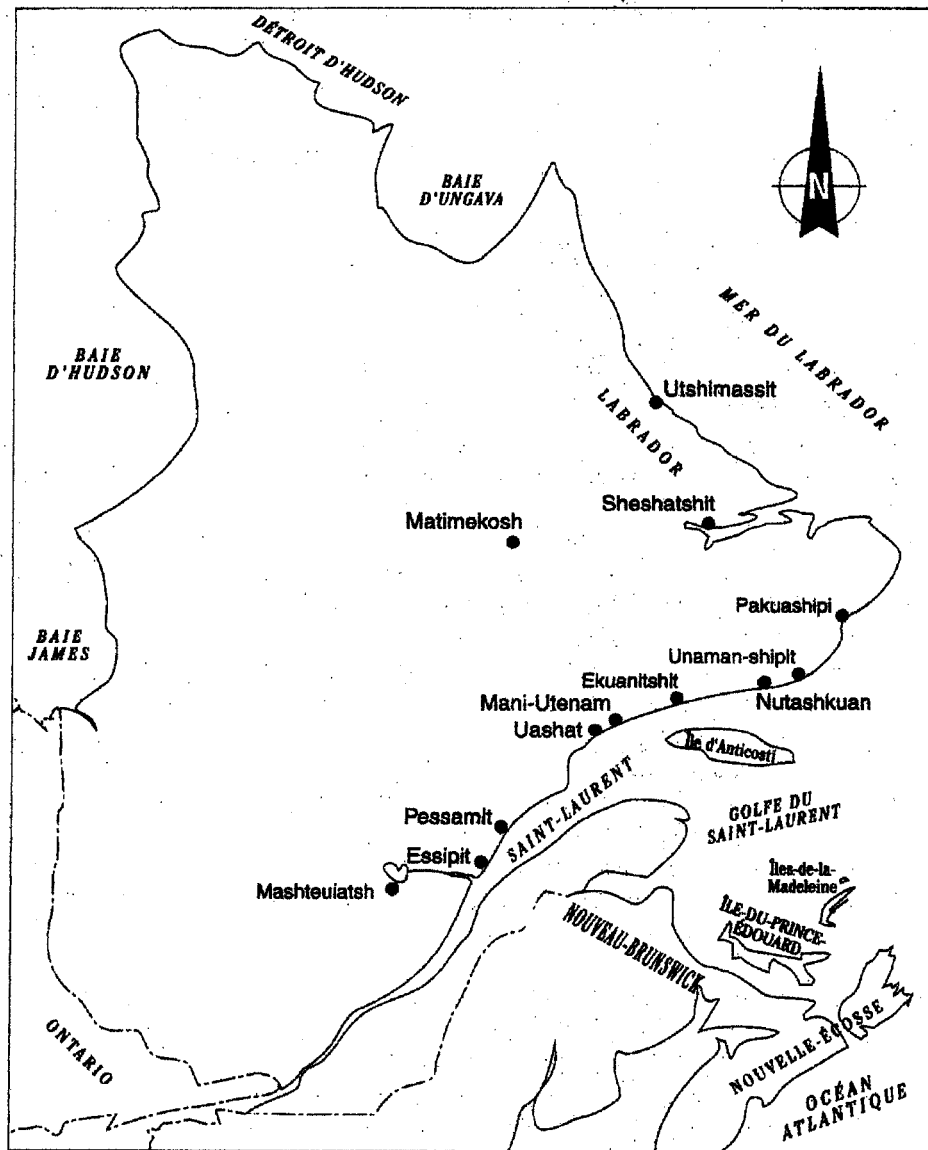 DÉTROIT D'HUDSON
BAIE
D'UNGAVA
N
MER DU LABRADOR
BAIE
D'HUDSON
Utshimassit
LABRADOR
Sheshatshit
Matimekosh
Pakuashipi
BAIE
JAMES
Unaman-shipit
Ekuanitshit
Nutashkuan
Mani-Utenam
Uashat
Île d'Anticosti
SAINT-LAURENT
GOLFE DU
SAINT-LAURENT
Pessamit
Essipit
Mashteuiatsh
Îles-de-la-
Madeleine
ÎLE-DU-PRINCE-
ÉDOUARD
NOUVEAU-BRUNSWICK
ONTARIO
NOUVELLE-ÉCOSSE
OCÉAN
ATLANTIQUE